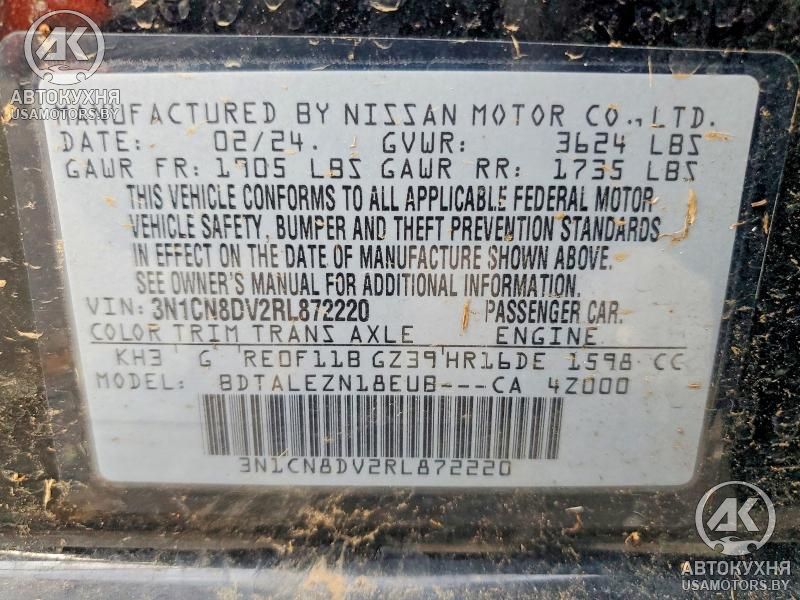 AK
АВТОКУХНЯ
USAMOTORS.BY
MANUFACTURED BY NISSAN MOTOR CO., LTD.
DATE: 02/24. GVWR: 3624 LBS
GAWR FR: 1905 LBS GAWR RR: 1735 LBS
THIS VEHICLE CONFORMS TO ALL APPLICABLE FEDERAL MOTOR
VEHICLE SAFETY, BUMPER AND THEFT PREVENTION STANDARDS
IN EFFECT ON THE DATE OF MANUFACTURE SHOWN ABOVE.
SEE OWNER'S MANUAL FOR ADDITIONAL INFORMATION.
VIN: 3N1CN8DV2RL872220 PASSENGER CAR.
COLOR TRIM TRANS AXLE ENGINE
KH3 G RE0F11B GZ39 HR16DE 1598 CC
MODEL: BDTALEZN18EUB---CA 4Z000
3N1CN8DV2RL872220
AK
АВТОКУХНЯ
USAMOTORS.BY